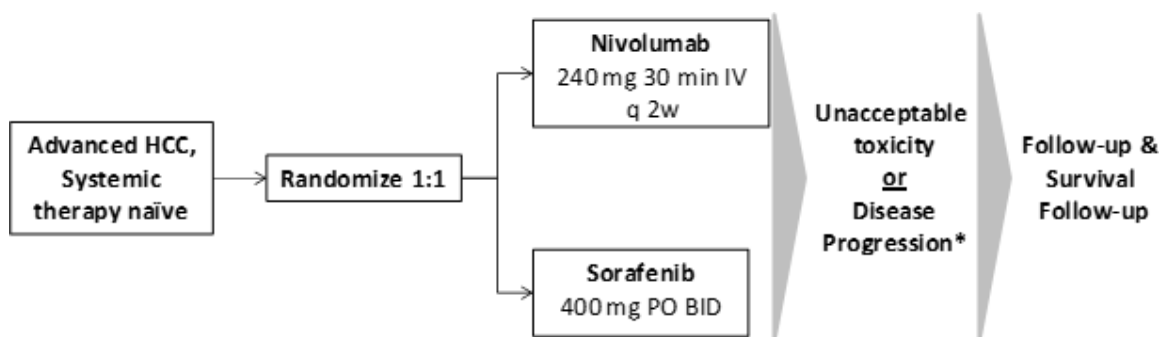 Advanced HCC,
Systemic
therapy naïve
Randomize 1:1
Nivolumab
240 mg 30 min IV
q 2w
Sorafenib
400 mg PO BID
Unacceptable
toxicity
or
Disease
Progression*
Follow-up &
Survival
Follow-up